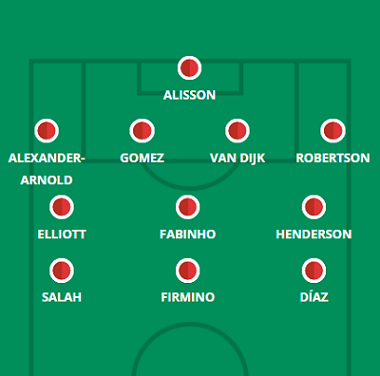 ALISSON
ALEXANDER-
ARNOLD
GOMEZ
VAN DIJK
ROBERTSON
ELLIOTT
FABINHO
HENDERSON
SALAH
FIRMINO
DÍAZ